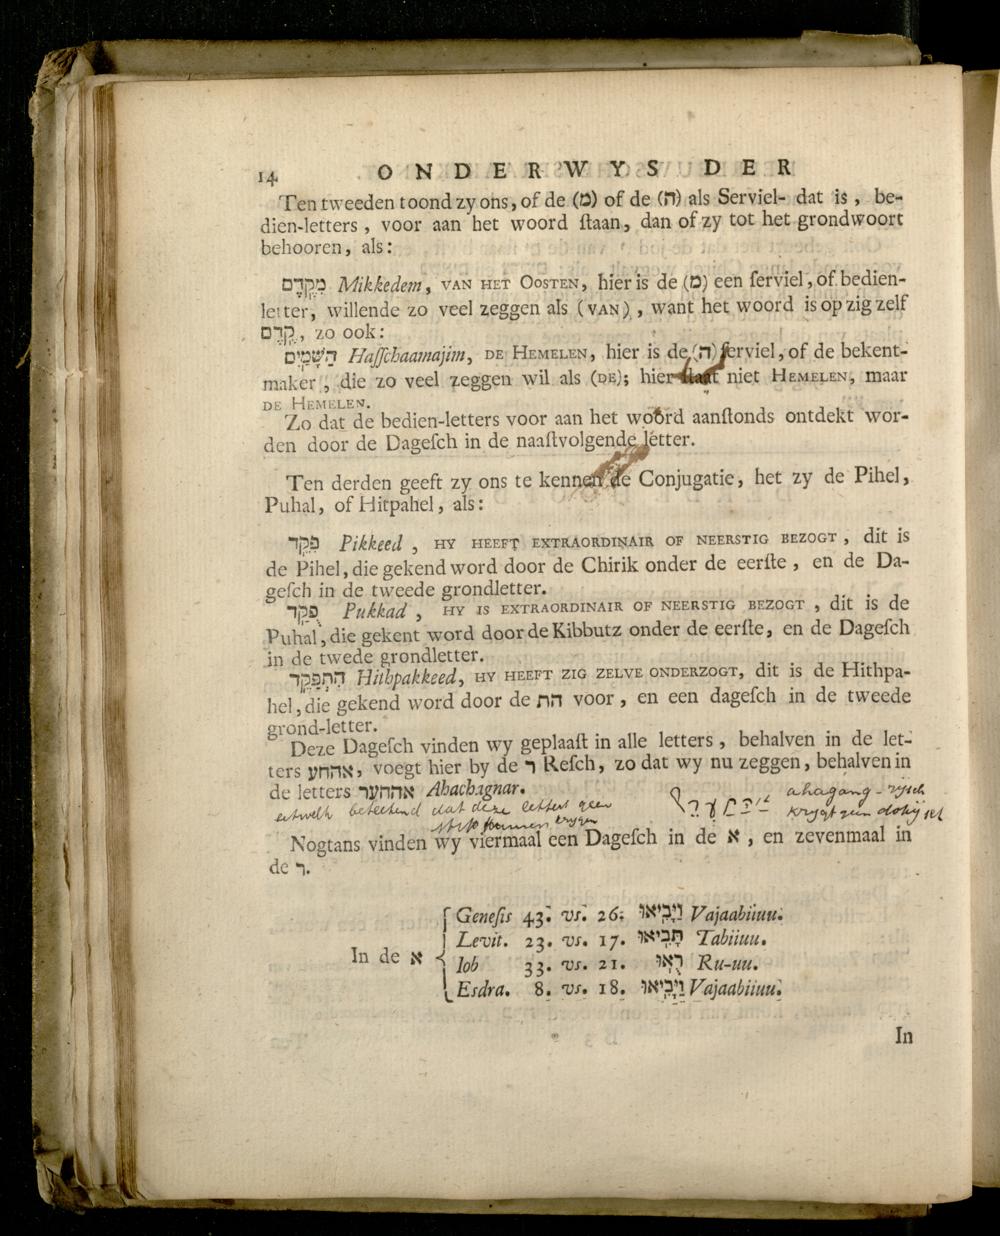 14 ONDERWYS DER
Ten tweeden toond zy ons, of de (מ) of de (ה) als Serviel- dat is, be-
dien-letters, voor aan het woord ſtaan, dan of zy tot het grondwoort
behooren, als:
מִקֶּדֶם Mikkedem, VAN HET OOSTEN, hier is de (מ) een ſerviel, of bedien-
letter, willende zo veel zeggen als (VAN), want het woord is op zig zelf
קֶדֶם, zo ook:
הַשָּׁמַיִם Haſſchaamajim, DE HEMELEN, hier is de (ה) ſerviel, of de bekent-
maker, die zo veel zeggen wil als (DE); hier ſtaat niet HEMELEN, maar
DE HEMELEN.
Zo dat de bedien-letters voor aan het woord aanſtonds ontdekt wor-
den door de Dageſch in de naaſtvolgende letter.
Ten derden geeft zy ons te kennen de Conjugatie, het zy de Pihel,
Puhal, of Hitpahel, als:
פִּקֵּד Pikkeed, HY HEEFT EXTRAORDINAIR OF NEERSTIG BEZOGT, dit is
de Pihel, die gekend word door de Chirik onder de eerſte, en de Da-
geſch in de tweede grondletter.
פֻּקַּד Pukkad, HY IS EXTRAORDINAIR OF NEERSTIG BEZOGT, dit is de
Puhal, die gekent word door de Kibbutz onder de eerſte, en de Dageſch
in de twede grondletter.
הִתְפַּקֵּד Hithpakkeed, HY HEEFT ZIG ZELVE ONDERZOGT, dit is de Hithpa-
hel, die gekend word door de הת voor, en een dageſch in de tweede
grond-letter.
Deze Dageſch vinden wy geplaaſt in alle letters, behalven in de let-
ters אההע, voegt hier by de ר Reſch, zo dat wy nu zeggen, behalven in
de letters אההער Ahachagnar.
ahagang-
beteekend dat deze letters geen krygt geen
krygen
Nogtans vinden wy viermaal een Dageſch in de א, en zevenmaal in
de ר.
In de א
Geneſis 43. vs. 26. וַיָּבִיאּוּ Vajaabiiuu.
Levit. 23. vs. 17. תָּבִיאּוּ Tabiiuu.
Iob 33. vs. 21. רֻאּוּ Ru-uu.
Esdra. 8. vs. 18. וַיָּבִיאּוּ Vajaabiiuu.
In